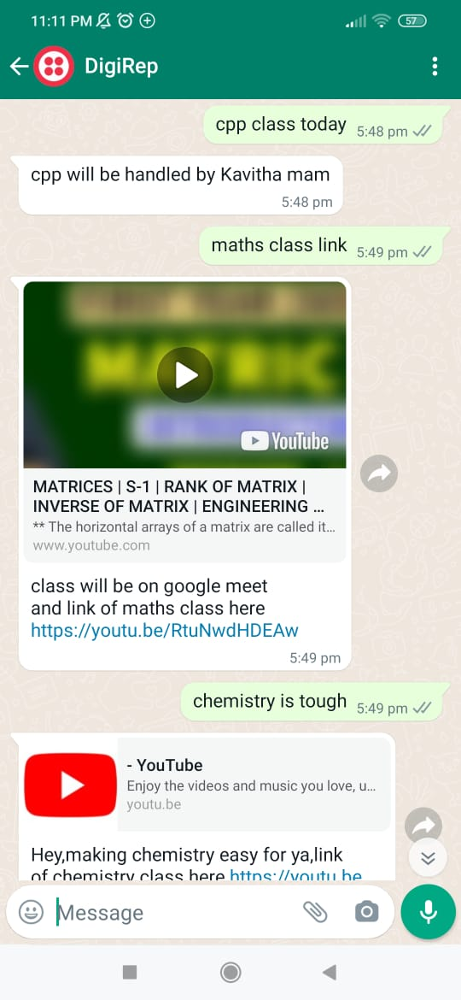 11:11 PM
57
DigiRep
cpp class today
5:48 pm
cpp will be handled by Kavitha mam
5:48 pm
maths class link
5:49 pm
MATRIC
YouTube
MATRICES | S-1 | RANK OF MATRIX |
INVERSE OF MATRIX | ENGINEERING ...
** The horizontal arrays of a matrix are called it...
www.youtube.com
class will be on google meet
and link of maths class here
https://youtu.be/RtuNwdHDEAw
5:49 pm
chemistry is tough
5:49 pm
- YouTube
Enjoy the videos and music you love, u...
youtu.be
Hey,making chemistry easy for ya,link
of chemistry class here https://youtu.be
Message